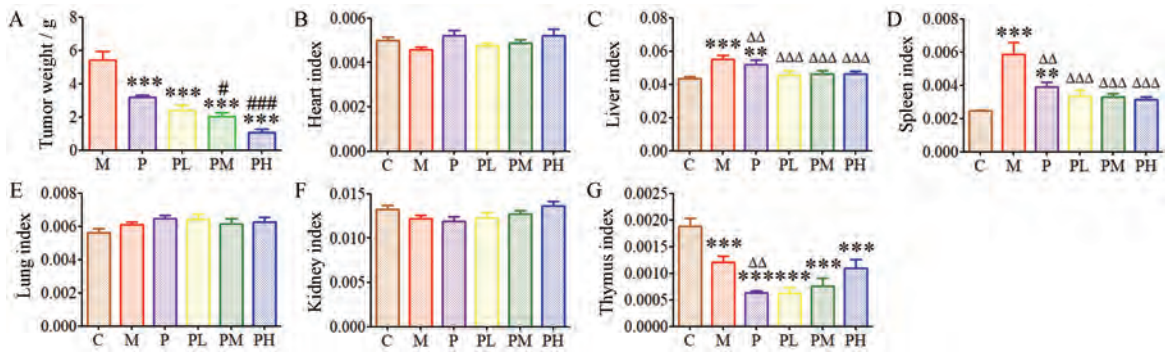 A
Tumor weight / g
8
6
4
2
0
***
***
#
***
###
***
M P PL PM PH
B
Heart index
0.006
0.004
0.002
0.000
C M P PL PM PH
C
Liver index
0.08
0.06
0.04
0.02
0.00
***
ΔΔ
**
ΔΔΔ
ΔΔΔ
ΔΔΔ
C M P PL PM PH
D
Spleen index
0.008
0.006
0.004
0.002
0.000
***
ΔΔ
**
ΔΔΔ
ΔΔΔ
ΔΔΔ
C M P PL PM PH
E
Lung index
0.008
0.006
0.004
0.002
0.000
C M P PL PM PH
F
Kidney index
0.015
0.010
0.005
0.000
C M P PL PM PH
G
Thymus index
0.0025
0.0020
0.0015
0.0010
0.0005
0.0000
***
ΔΔ
***
***
***
***
C M P PL PM PH